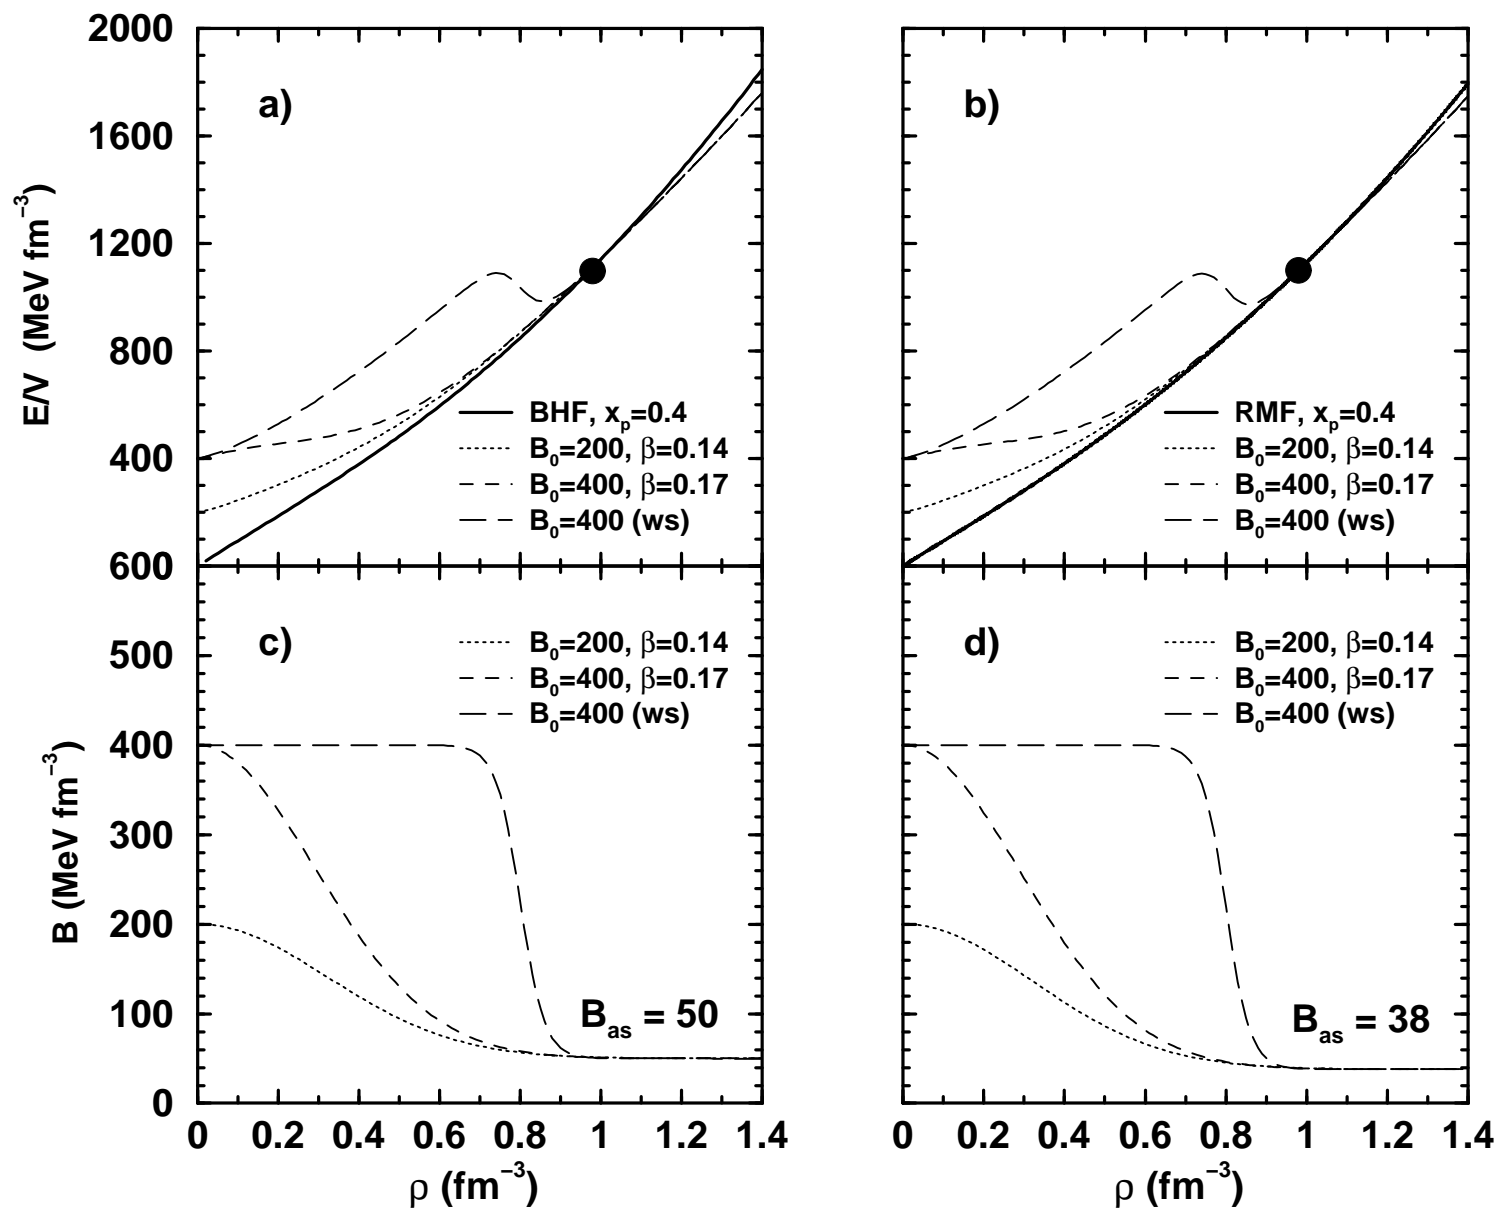 2000
1600
1200
800
400
600
500
400
300
200
100
0
E/V (MeV fm⁻³)
B (MeV fm⁻³)
a)
BHF, xₚ=0.4
B₀=200, β=0.14
B₀=400, β=0.17
B₀=400 (ws)
b)
RMF, xₚ=0.4
B₀=200, β=0.14
B₀=400, β=0.17
B₀=400 (ws)
c)
B₀=200, β=0.14
B₀=400, β=0.17
B₀=400 (ws)
Bₐₛ = 50
d)
B₀=200, β=0.14
B₀=400, β=0.17
B₀=400 (ws)
Bₐₛ = 38
0 0.2 0.4 0.6 0.8 1 1.2 1.4
ρ (fm⁻³)
0 0.2 0.4 0.6 0.8 1 1.2 1.4
ρ (fm⁻³)